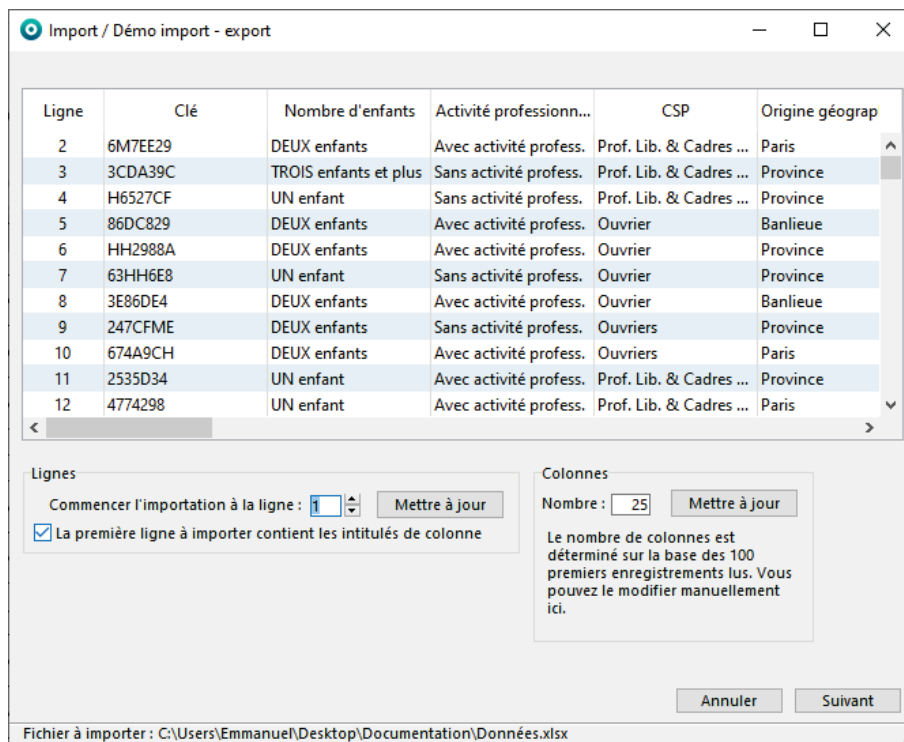 Import / Démo import - export
Ligne Clé Nombre d'enfants Activité professionn... CSP Origine géograp
2 6M7EE29 DEUX enfants Avec activité profess. Prof. Lib. & Cadres ... Paris
3 3CDA39C TROIS enfants et plus Sans activité profess. Prof. Lib. & Cadres ... Province
4 H6527CF UN enfant Sans activité profess. Prof. Lib. & Cadres ... Province
5 86DC829 DEUX enfants Avec activité profess. Ouvrier Banlieue
6 HH2988A DEUX enfants Avec activité profess. Ouvrier Province
7 63HH6E8 UN enfant Sans activité profess. Ouvrier Province
8 3E86DE4 DEUX enfants Avec activité profess. Ouvrier Banlieue
9 247CFME DEUX enfants Sans activité profess. Ouvriers Province
10 674A9CH DEUX enfants Avec activité profess. Ouvriers Paris
11 2535D34 UN enfant Avec activité profess. Prof. Lib. & Cadres ... Province
12 4774298 UN enfant Avec activité profess. Prof. Lib. & Cadres ... Paris
Lignes
Commencer l'importation à la ligne : 1 Mettre à jour
La première ligne à importer contient les intitulés de colonne
Colonnes
Nombre : 25 Mettre à jour
Le nombre de colonnes est
déterminé sur la base des 100
premiers enregistrements lus. Vous
pouvez le modifier manuellement
ici.
Annuler Suivant
Fichier à importer : C:\Users\Emmanuel\Desktop\Documentation\Données.xlsx